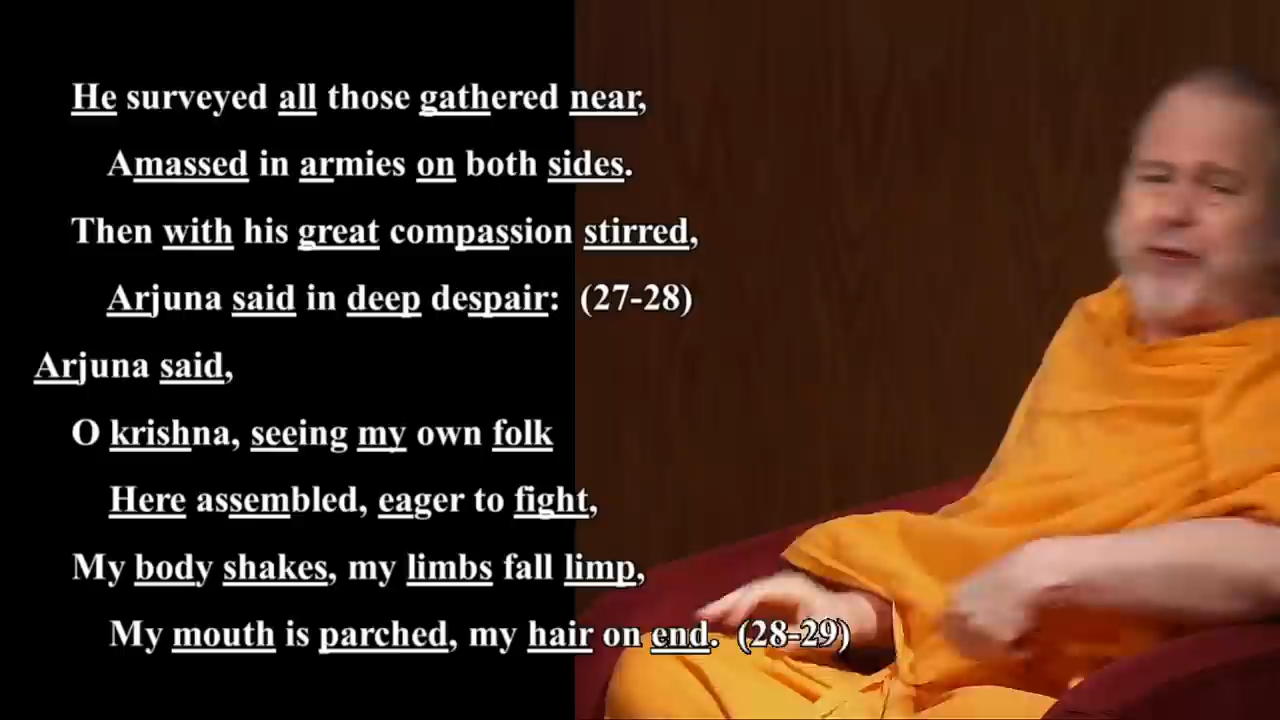 He surveyed all those gathered near,
Amassed in armies on both sides.
Then with his great compassion stirred,
Arjuna said in deep despair: (27-28)
Arjuna said,
O krishna, seeing my own folk
Here assembled, eager to fight,
My body shakes, my limbs fall limp,
My mouth is parched, my hair on end. (28-29)